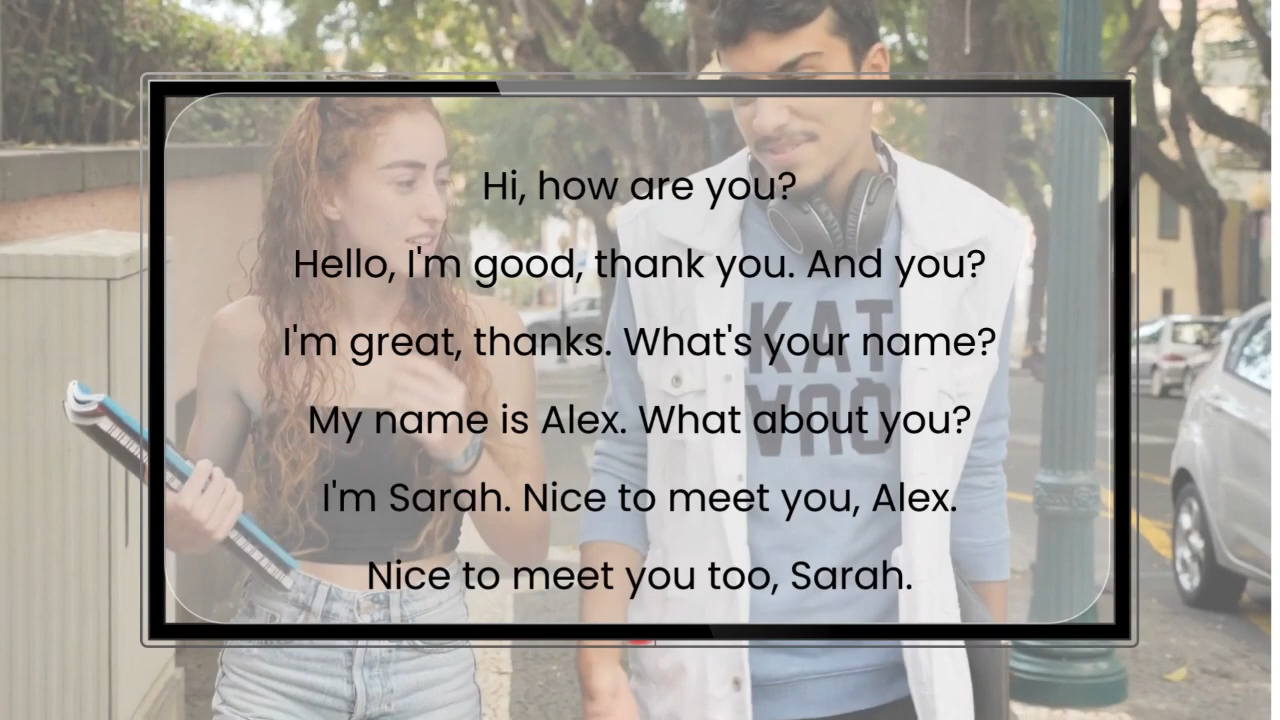 Hi, how are you?
Hello, I'm good, thank you. And you?
I'm great, thanks. What's your name?
My name is Alex. What about you?
I'm Sarah. Nice to meet you, Alex.
Nice to meet you too, Sarah.
KAT